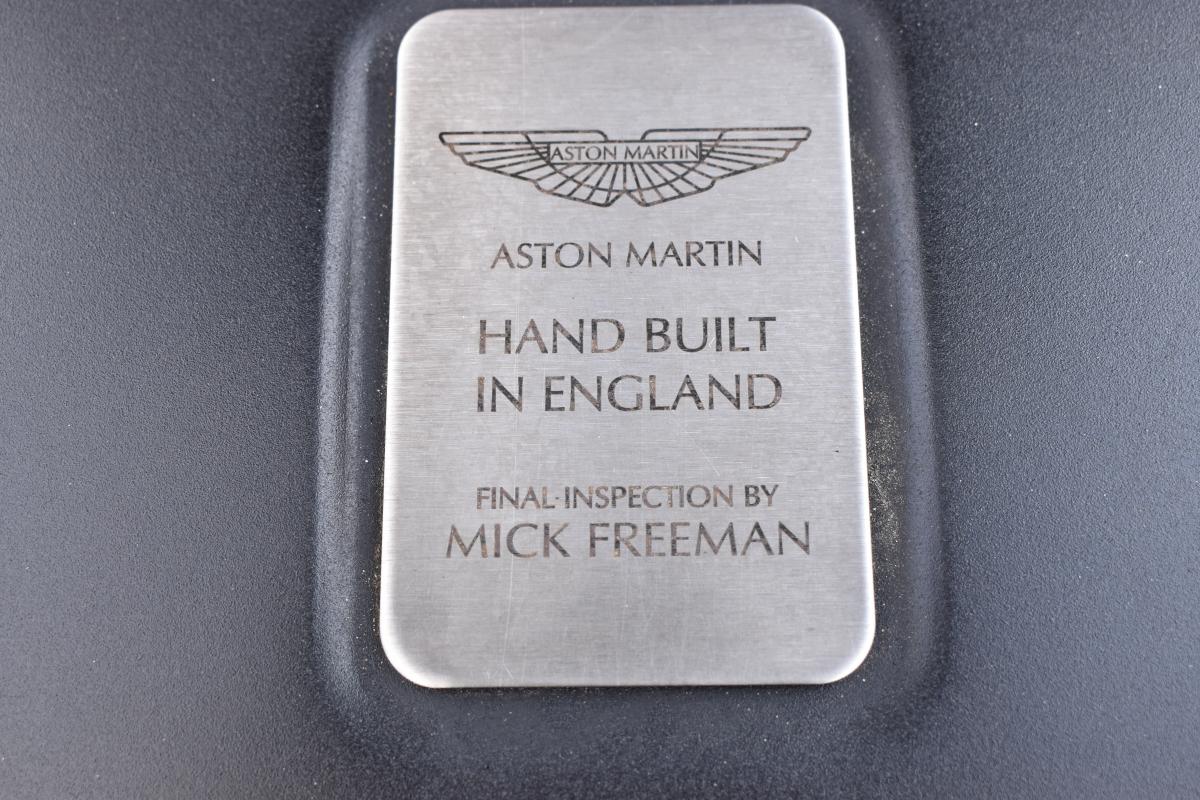 ASTON MARTIN
ASTON MARTIN
HAND BUILT
IN ENGLAND
FINAL·INSPECTION BY
MICK FREEMAN